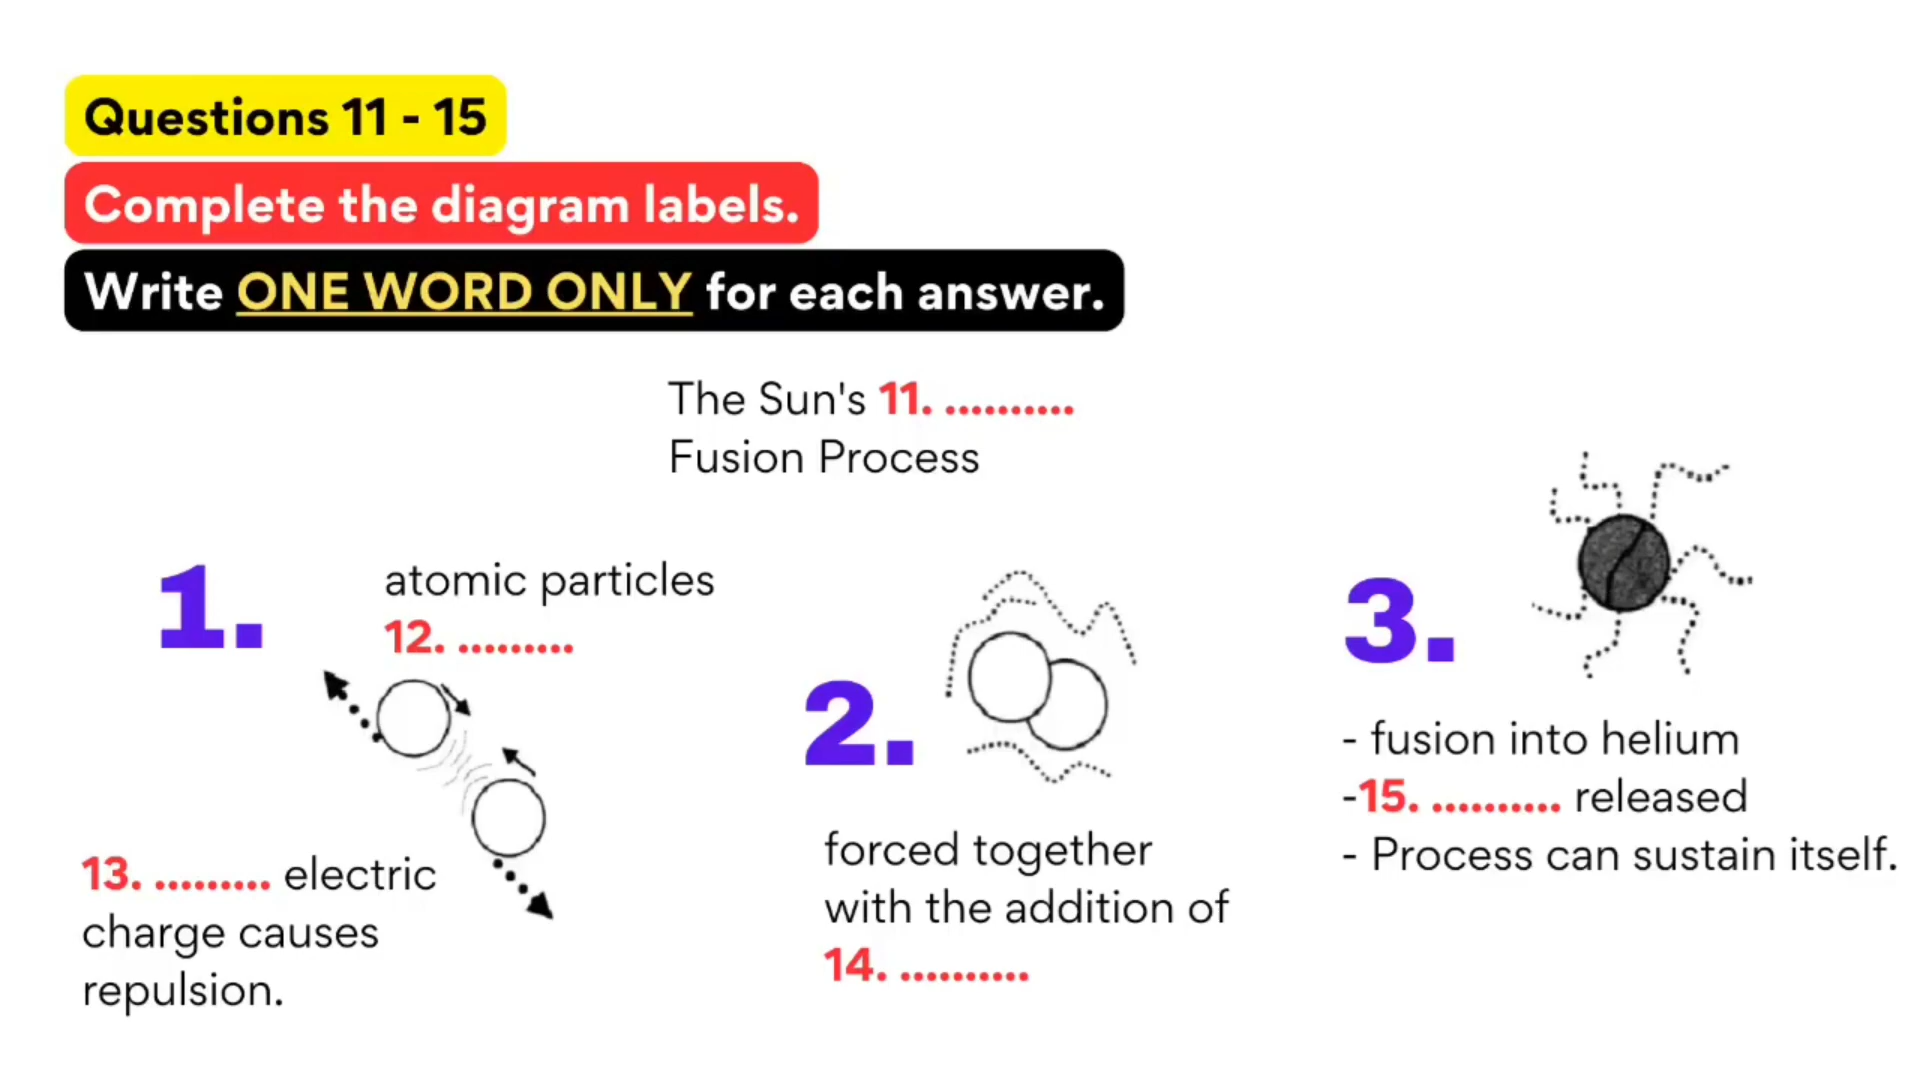 Questions 11 - 15
Complete the diagram labels.
Write ONE WORD ONLY for each answer.
The Sun's 11. ..........
Fusion Process
1.
atomic particles
12. .........
13. ......... electric
charge causes
repulsion.
2.
forced together
with the addition of
14. ..........
3.
- fusion into helium
-15. .......... released
- Process can sustain itself.